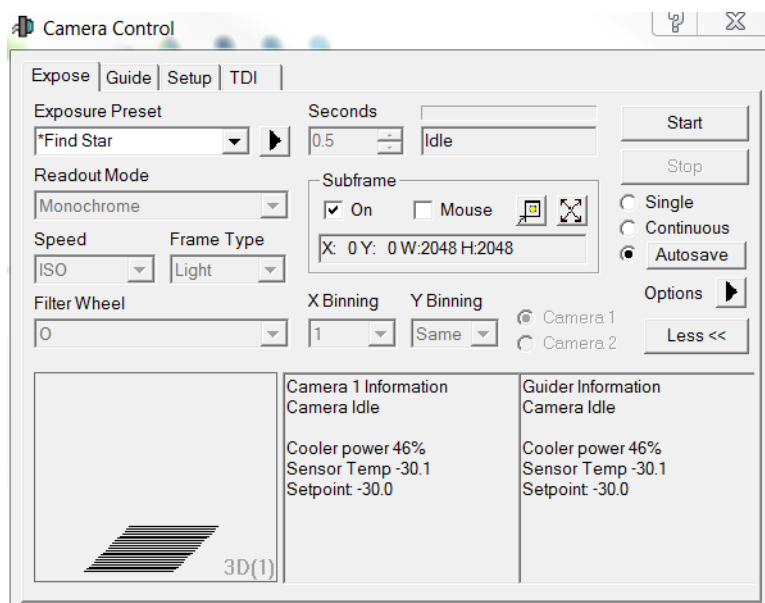 Camera Control
Expose Guide Setup TDI
Exposure Preset
*Find Star
Seconds
0.5
Idle
Start
Stop
Readout Mode
Monochrome
Subframe
On
Mouse
X: 0 Y: 0 W:2048 H:2048
Single
Continuous
Autosave
Speed
ISO
Frame Type
Light
Options
Filter Wheel
O
X Binning
1
Y Binning
Same
Camera 1
Camera 2
Less <<
3D(1)
Camera 1 Information
Camera Idle
Cooler power 46%
Sensor Temp -30.1
Setpoint: -30.0
Guider Information
Camera Idle
Cooler power 46%
Sensor Temp -30.1
Setpoint: -30.0